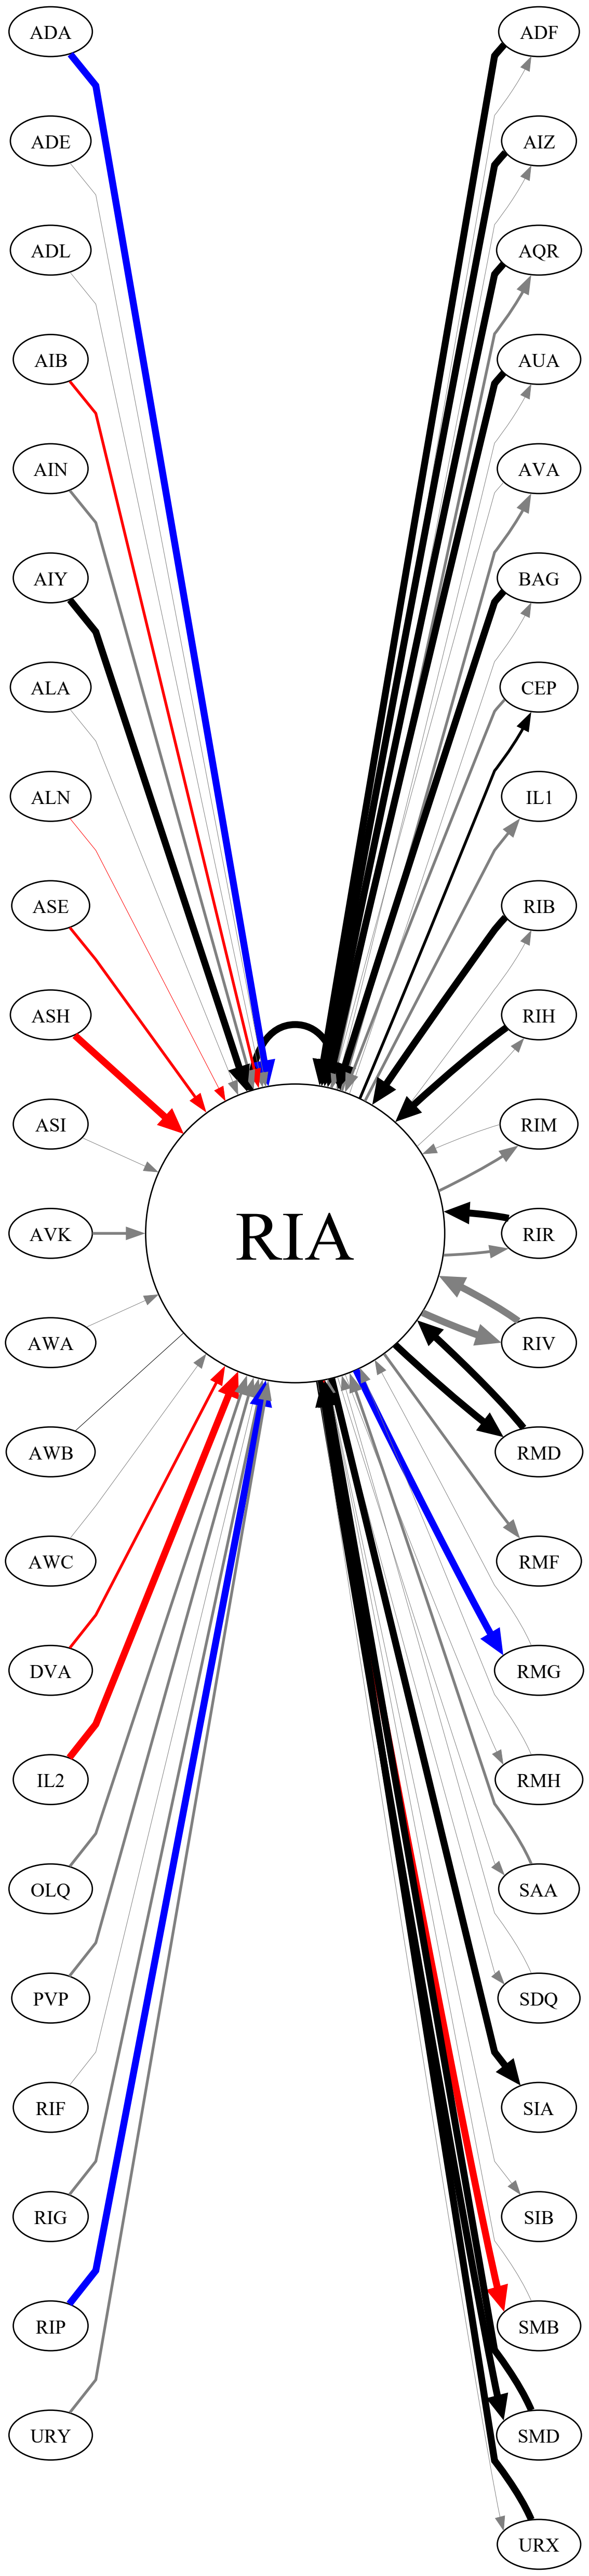 ADA
ADE
ADL
AIB
AIN
AIY
ALA
ALN
ASE
ASH
ASI
AVK
AWA
AWB
AWC
DVA
IL2
OLQ
PVP
RIF
RIG
RIP
URY
RIA
ADF
AIZ
AQR
AUA
AVA
BAG
CEP
IL1
RIB
RIH
RIM
RIR
RIV
RMD
RMF
RMG
RMH
SAA
SDQ
SIA
SIB
SMB
SMD
URX